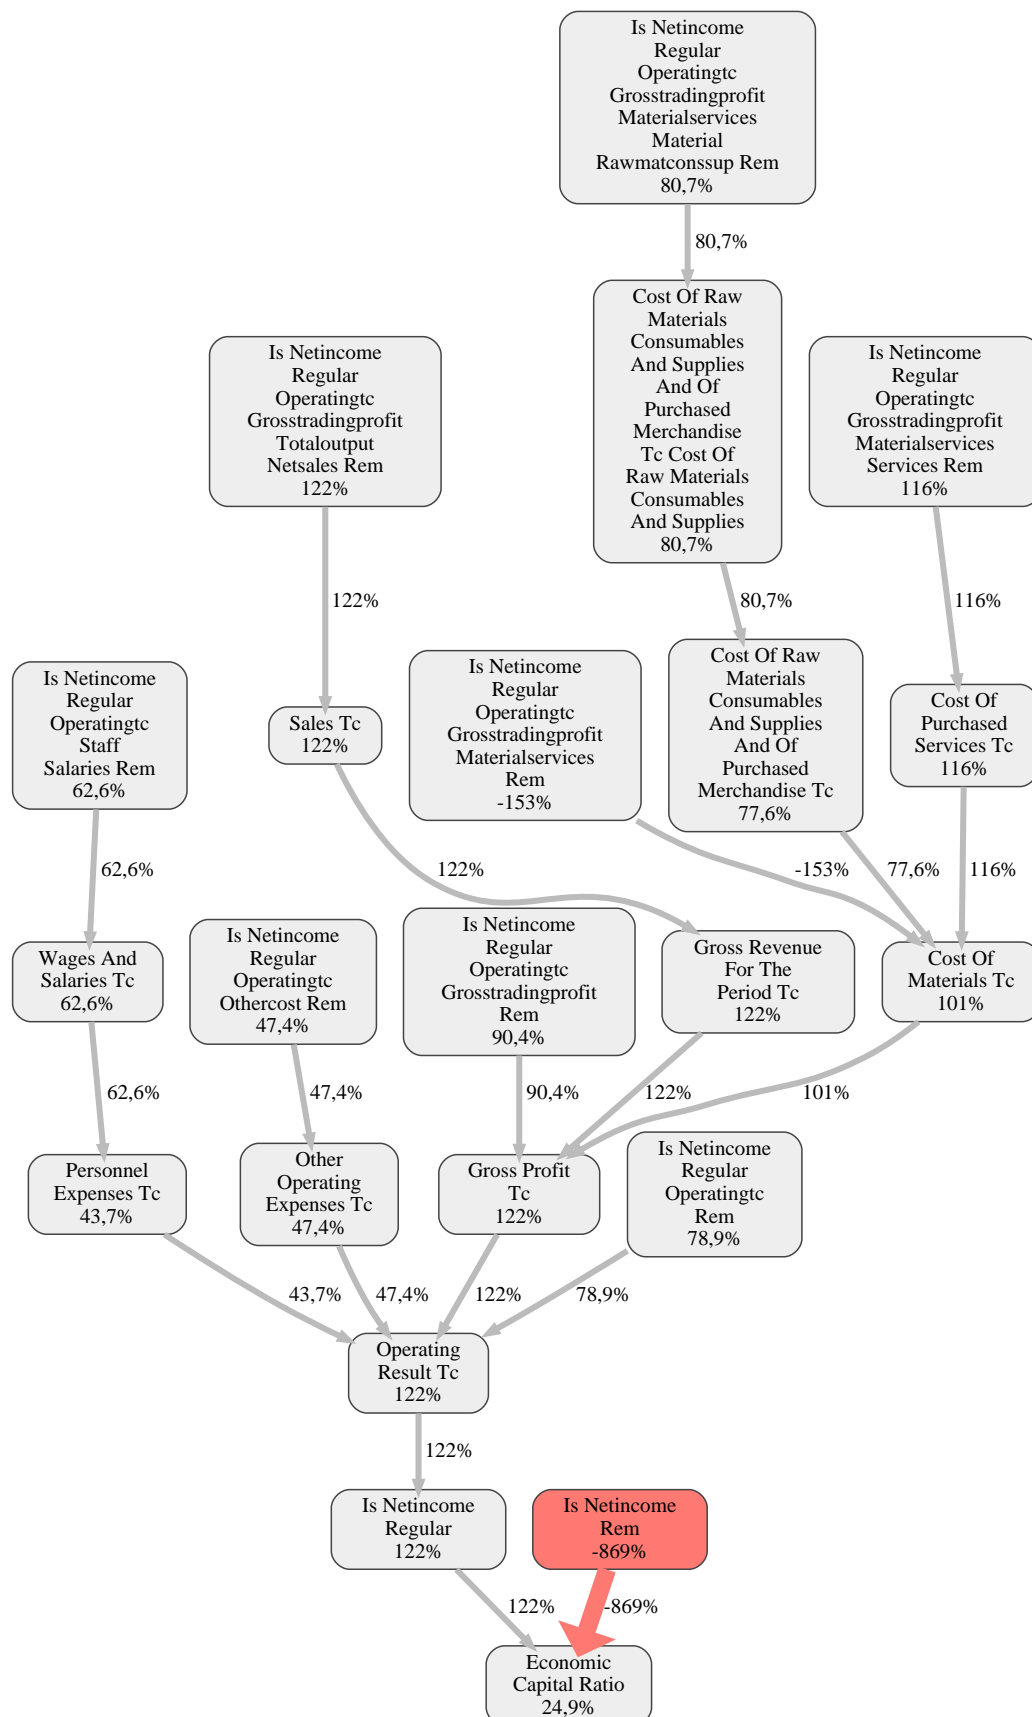 Is Netincome
Regular
Operatingtc
Grosstradingprofit
Materialservices
Material
Rawmatconssup Rem
80,7%
80,7%
Cost Of Raw
Materials
Consumables
And Supplies
And Of
Purchased
Merchandise
Tc Cost Of
Raw Materials
Consumables
And Supplies
80,7%
Is Netincome
Regular
Operatingtc
Grosstradingprofit
Totaloutput
Netsales Rem
122%
Is Netincome
Regular
Operatingtc
Grosstradingprofit
Materialservices
Services Rem
116%
122%
80,7%
116%
Is Netincome
Regular
Operatingtc
Staff
Salaries Rem
62,6%
Sales Tc
122%
Is Netincome
Regular
Operatingtc
Grosstradingprofit
Materialservices
Rem
-153%
Cost Of Raw
Materials
Consumables
And Supplies
And Of
Purchased
Merchandise Tc
77,6%
Cost Of
Purchased
Services Tc
116%
62,6%
122%
-153%
77,6%
116%
Wages And
Salaries Tc
62,6%
Is Netincome
Regular
Operatingtc
Othercost Rem
47,4%
Is Netincome
Regular
Operatingtc
Grosstradingprofit
Rem
90,4%
Gross Revenue
For The
Period Tc
122%
Cost Of
Materials Tc
101%
62,6%
47,4%
90,4%
122%
101%
Personnel
Expenses Tc
43,7%
Other
Operating
Expenses Tc
47,4%
Gross Profit
Tc
122%
Is Netincome
Regular
Operatingtc
Rem
78,9%
43,7%
47,4%
122%
78,9%
Operating
Result Tc
122%
122%
Is Netincome
Regular
122%
Is Netincome
Rem
-869%
122%
-869%
Economic
Capital Ratio
24,9%